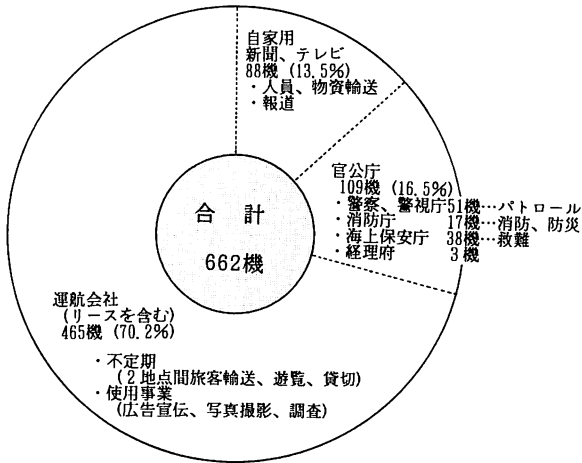 自家用
新聞、テレビ
88機 (13.5%)
・人員、物資輸送
・報道
官公庁
109機 (16.5%)
・警察、警視庁51機…パトロール
・消防庁 17機…消防、防災
・海上保安庁 38機…救難
・経理府 3機
合計
662機
運航会社
(リースを含む)
465機 (70.2%)
・不定期
(2地点間旅客輸送、遊覧、貸切)
・使用事業
(広告宣伝、写真撮影、調査)